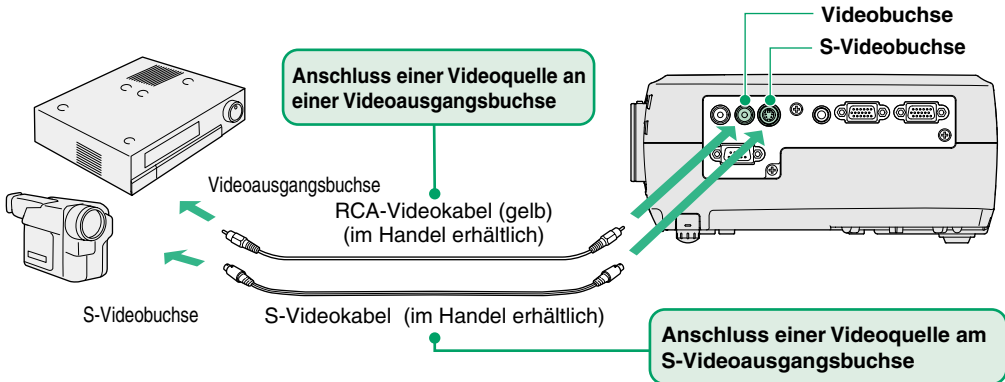 Videobuchse
S-Videobuchse
Anschluss einer Videoquelle an
einer Videoausgangsbuchse
Videoausgangsbuchse
RCA-Videokabel (gelb)
(im Handel erhältlich)
S-Videobuchse
S-Videokabel (im Handel erhältlich)
Anschluss einer Videoquelle am
S-Videoausgangsbuchse